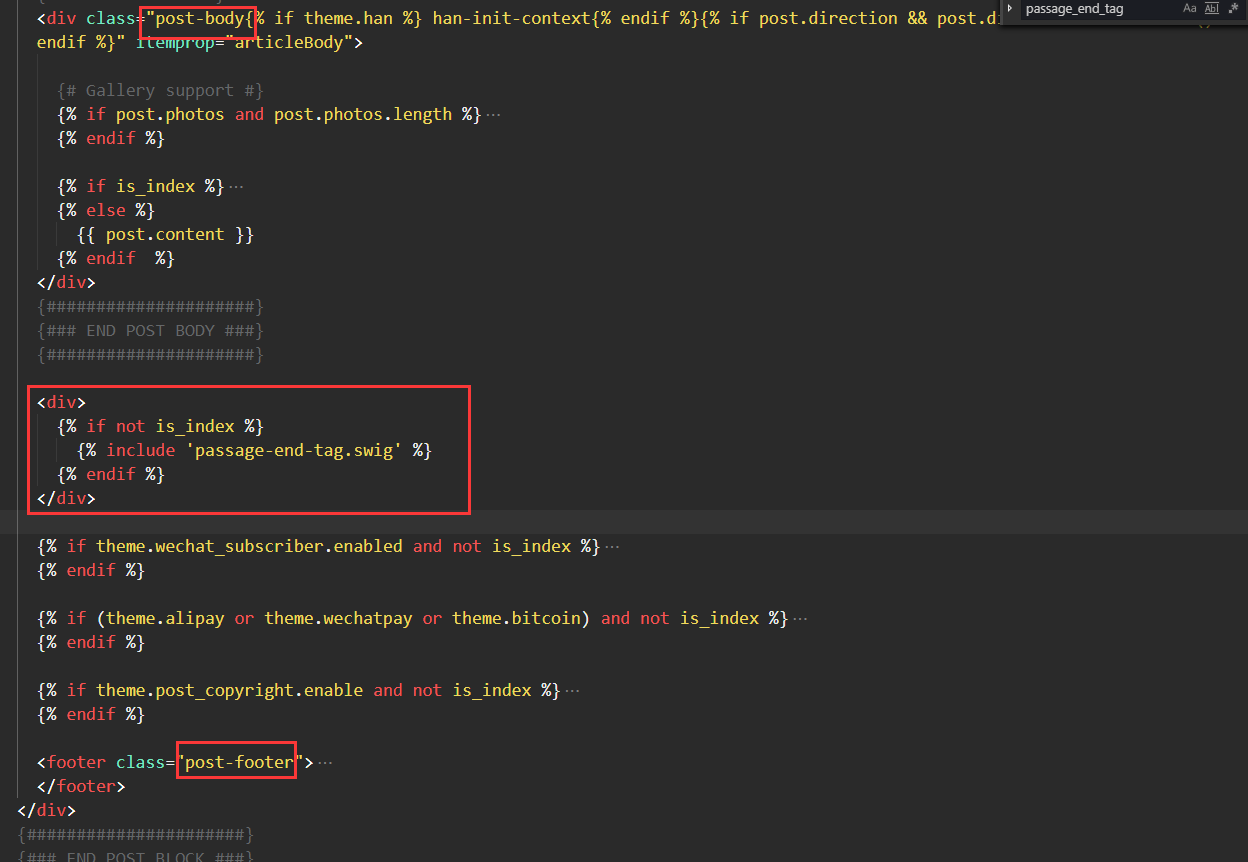 passage_end_tag
Aa Abl .*
<div class="post-body{% if theme.han %} han-init-context{% endif %}{% if post.direction && post.di
endif %}" itemprop="articleBody">
{# Gallery support #}
{% if post.photos and post.photos.length %}···
{% endif %}
{% if is_index %}···
{% else %}
{{ post.content }}
{% endif  %}
</div>
{#####################}
{### END POST BODY ###}
{#####################}
<div>
{% if not is_index %}
{% include 'passage-end-tag.swig' %}
{% endif %}
</div>
{% if theme.wechat_subscriber.enabled and not is_index %}···
{% endif %}
{% if (theme.alipay or theme.wechatpay or theme.bitcoin) and not is_index %}···
{% endif %}
{% if theme.post_copyright.enable and not is_index %}···
{% endif %}
<footer class="post-footer">···
</footer>
</div>
{######################}
{### END POST BLOCK ###}